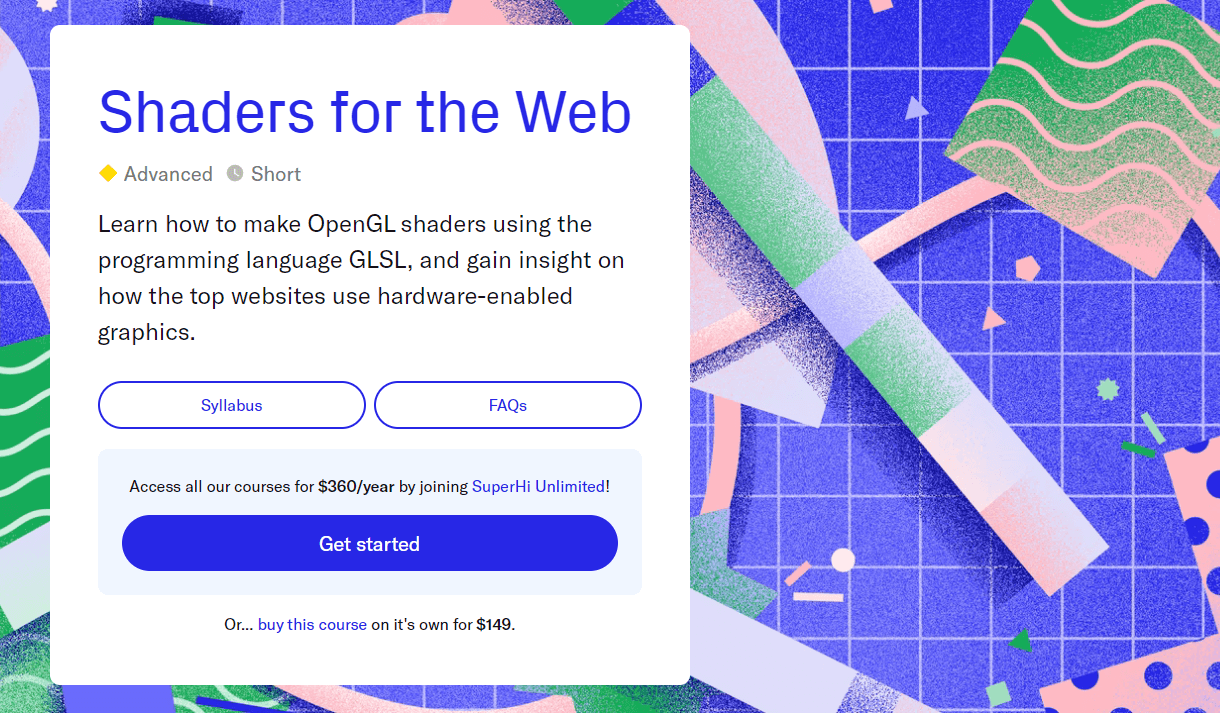 Shaders for the Web
Advanced Short
Learn how to make OpenGL shaders using the
programming language GLSL, and gain insight on
how the top websites use hardware-enabled
graphics.
Syllabus FAQs
Access all our courses for $360/year by joining SuperHi Unlimited!
Get started
Or... buy this course on it's own for $149.